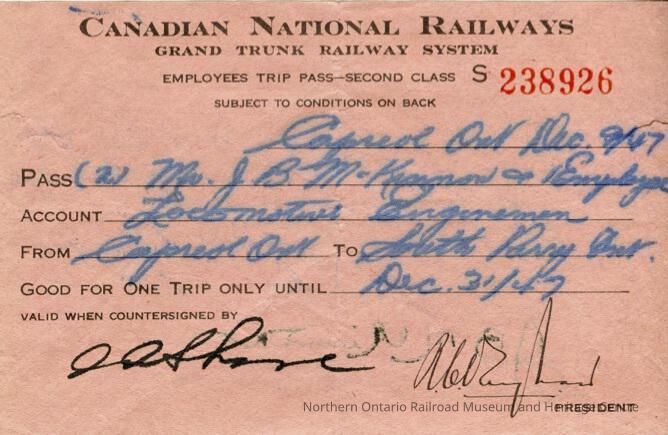 CANADIAN NATIONAL RAILWAYS
GRAND TRUNK RAILWAY SYSTEM
EMPLOYEES TRIP PASS—SECOND CLASS S 238926
SUBJECT TO CONDITIONS ON BACK
Capreol Ont Dec. 9/47
PASS (2) Mr. J B McKinnon & Employee
ACCOUNT Locomotive Enginemen
FROM Capreol Ont TO South Parry Ont.
GOOD FOR ONE TRIP ONLY UNTIL Dec. 31/47
VALID WHEN COUNTERSIGNED BY
Northern Ontario Railroad Museum and Heritage Centre
PRESIDENT